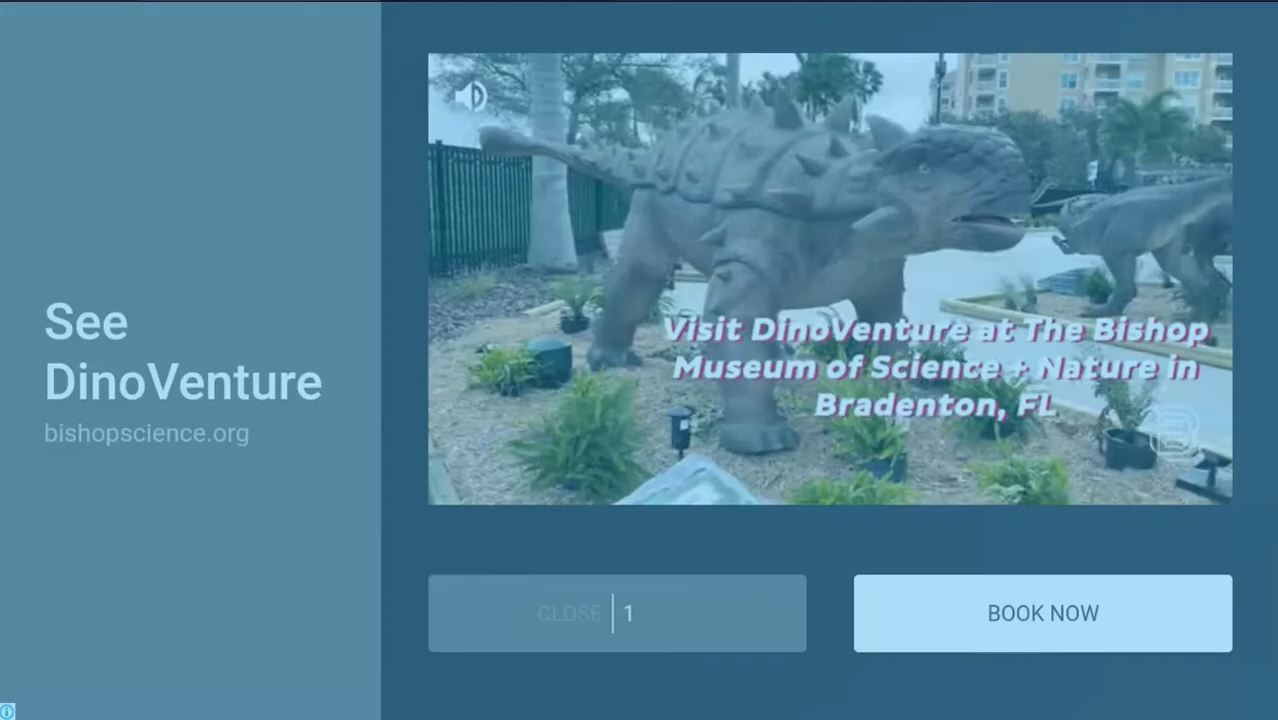 See
DinoVenture
bishopscience.org
Visit DinoVenture at The Bishop
Museum of Science + Nature in
Bradenton, FL
CLOSE 1
BOOK NOW